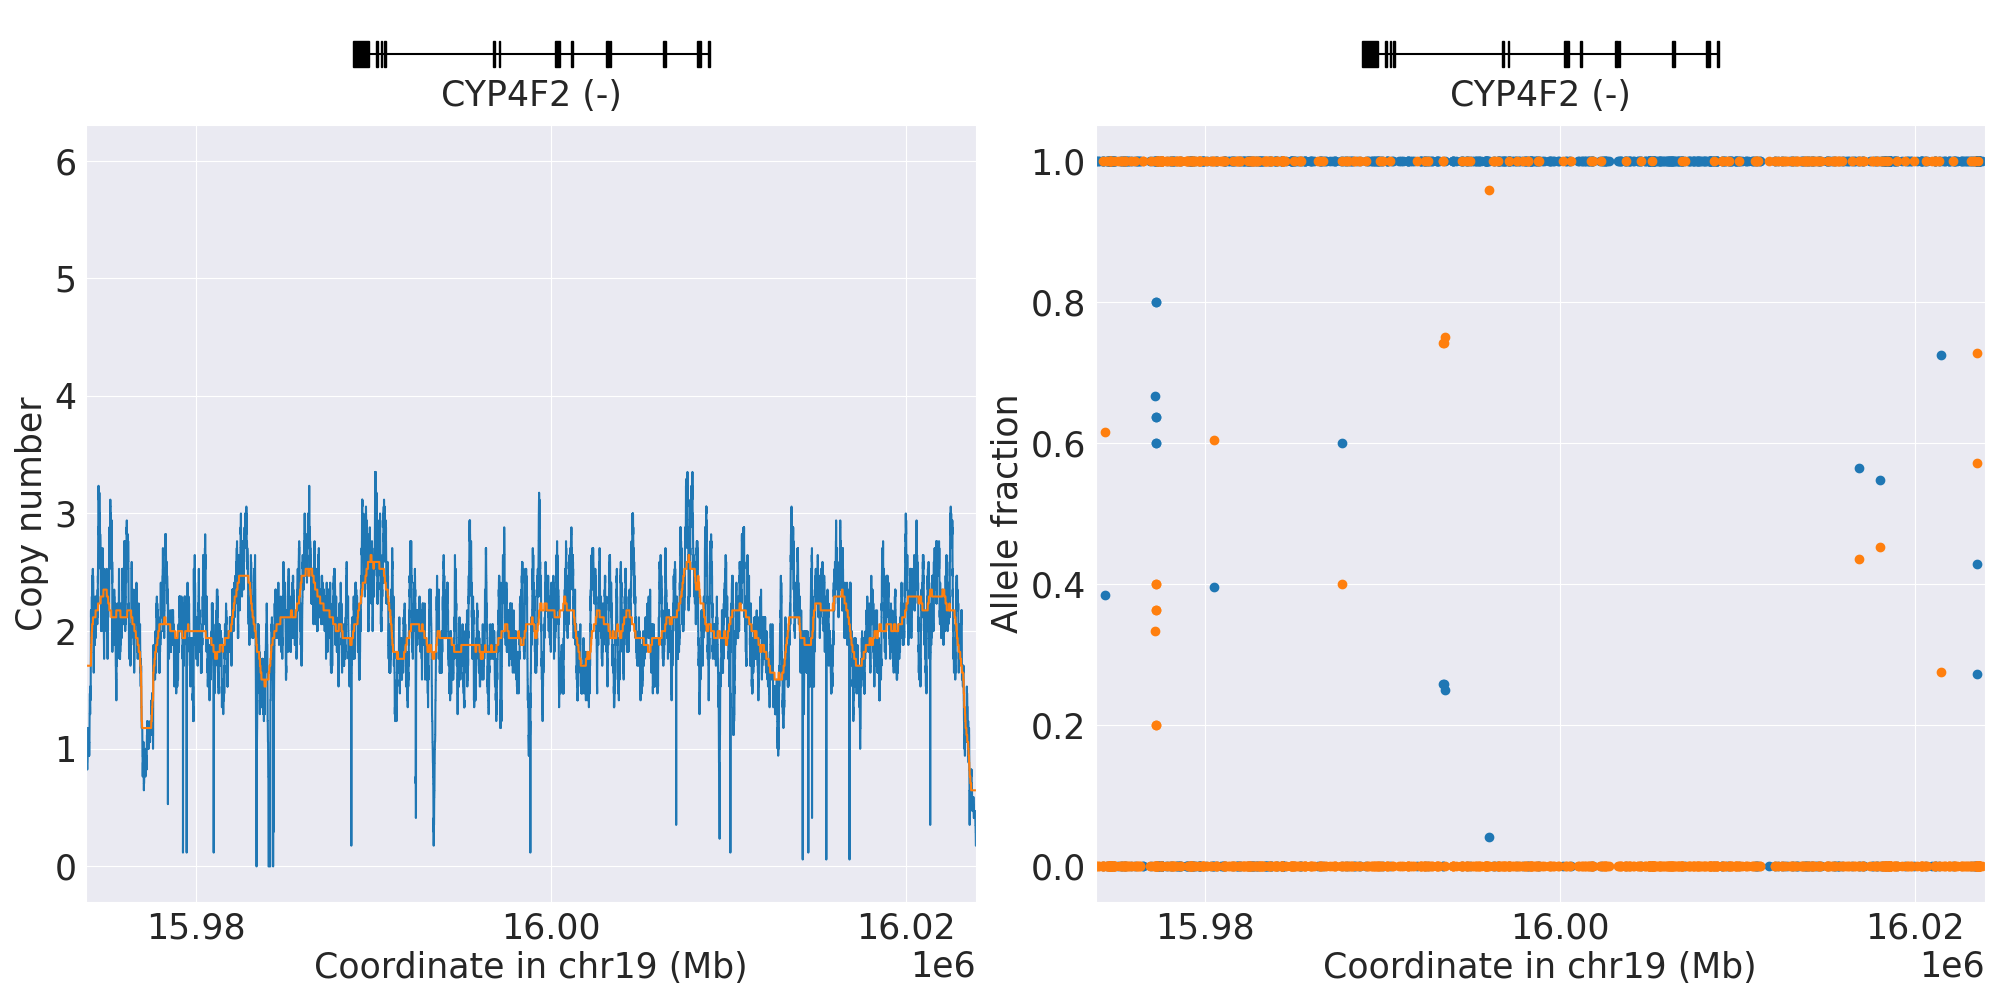 CYP4F2 (-)
6
5
4
3
2
1
0
Copy number
15.98
16.00
16.02
Coordinate in chr19 (Mb)
1e6
CYP4F2 (-)
1.0
0.8
0.6
0.4
0.2
0.0
Allele fraction
15.98
16.00
16.02
Coordinate in chr19 (Mb)
1e6